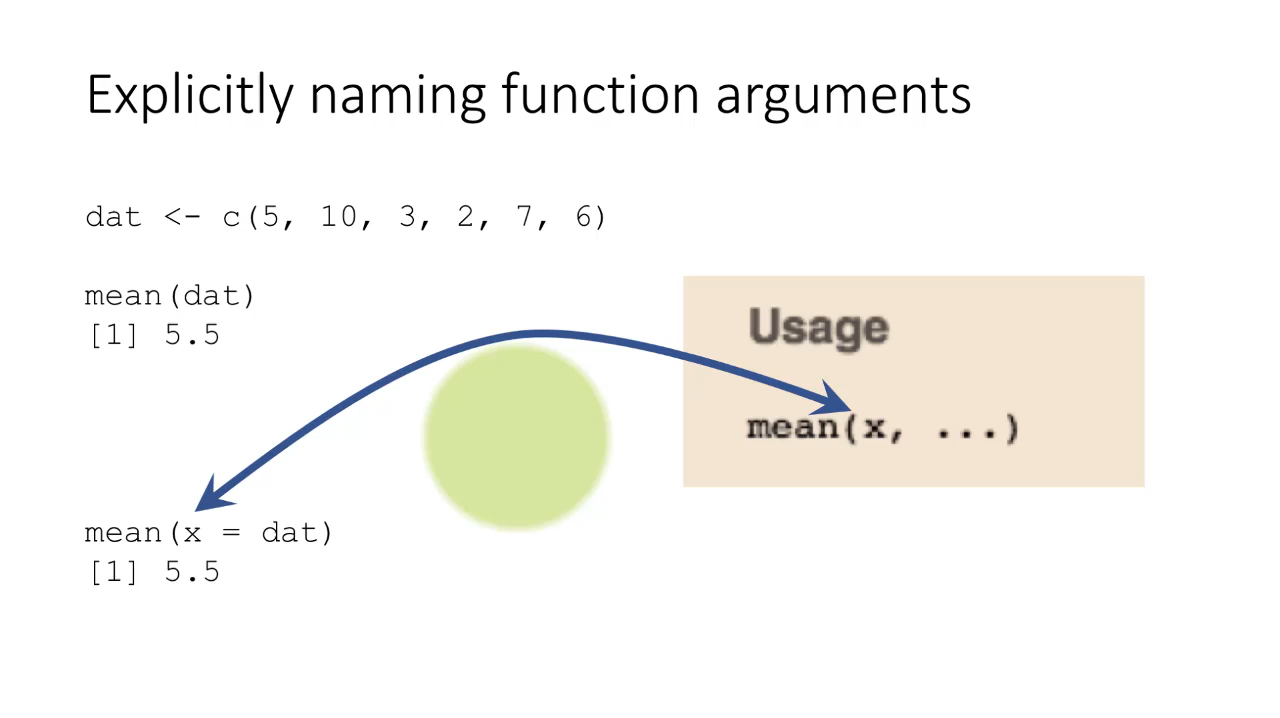 Explicitly naming function arguments
dat <- c(5, 10, 3, 2, 7, 6)
mean(dat)
[1] 5.5
Usage
mean(x, ...)
mean(x = dat)
[1] 5.5